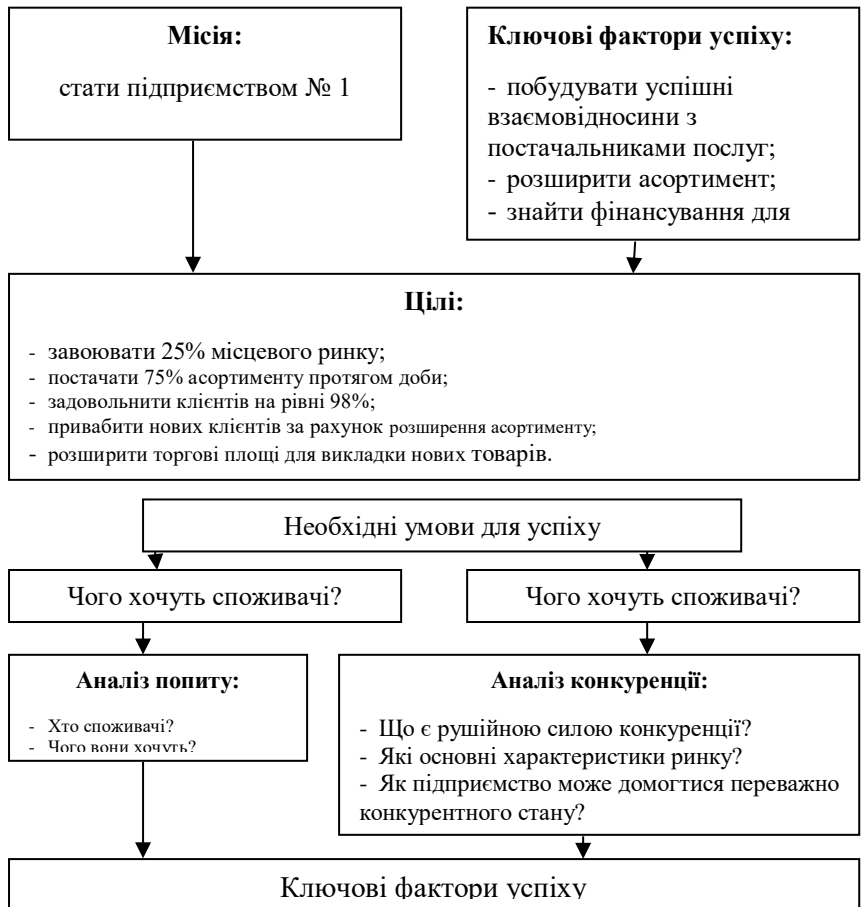 Місія:
стати підприємством № 1
Ключові фактори успіху:
- побудувати успішні
взаємовідносини з
постачальниками послуг;
- розширити асортимент;
- знайти фінансування для
Цілі:
- завоювати 25% місцевого ринку;
- постачати 75% асортименту протягом доби;
- задовольнити клієнтів на рівні 98%;
- привабити нових клієнтів за рахунок розширення асортименту;
- розширити торгові площі для викладки нових товарів.
Необхідні умови для успіху
Чого хочуть споживачі?
Чого хочуть споживачі?
Аналіз попиту:
- Хто споживачі?
- Чого вони хочуть?
Аналіз конкуренції:
- Що є рушійною силою конкуренції?
- Які основні характеристики ринку?
- Як підприємство може домогтися переважно
конкурентного стану?
Ключові фактори успіху